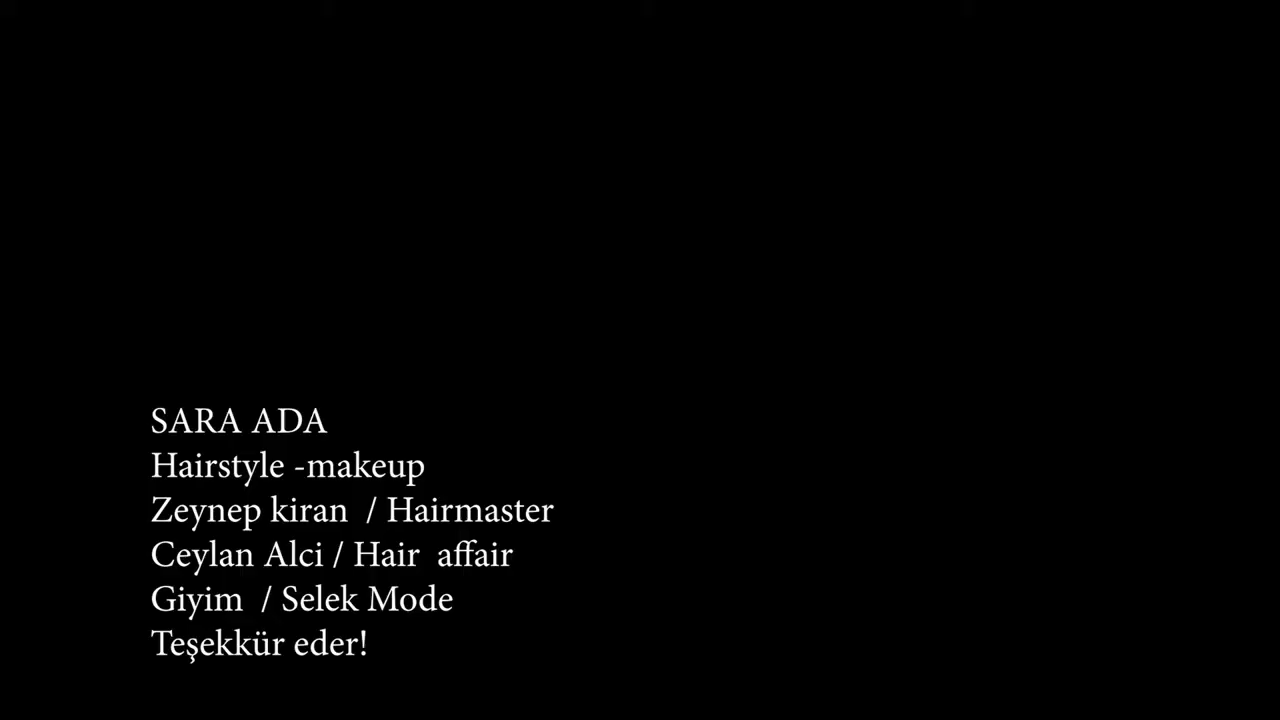 SARA ADA
Hairstyle -makeup
Zeynep kiran  / Hairmaster
Ceylan Alci / Hair  affair
Giyim  / Selek Mode
Teşekkür eder!